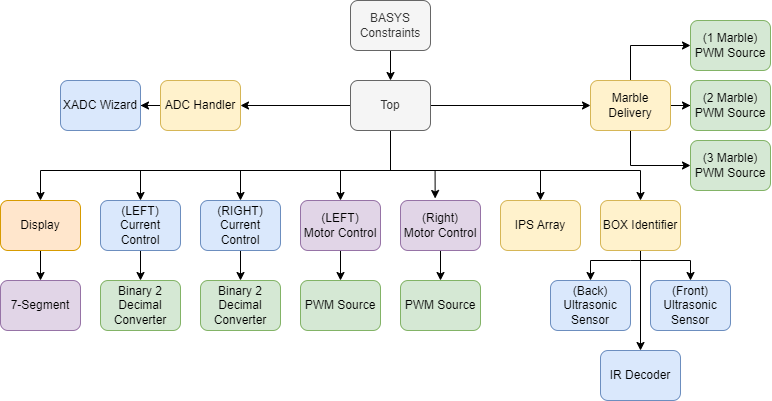 BASYS
Constraints
(1 Marble)
PWM Source
XADC Wizard
ADC Handler
Top
Marble
Delivery
(2 Marble)
PWM Source
(3 Marble)
PWM Source
Display
(LEFT)
Current
Control
(RIGHT)
Current
Control
(LEFT)
Motor Control
(Right)
Motor Control
IPS Array
BOX Identifier
7-Segment
Binary 2
Decimal
Converter
Binary 2
Decimal
Converter
PWM Source
PWM Source
(Back)
Ultrasonic
Sensor
(Front)
Ultrasonic
Sensor
IR Decoder